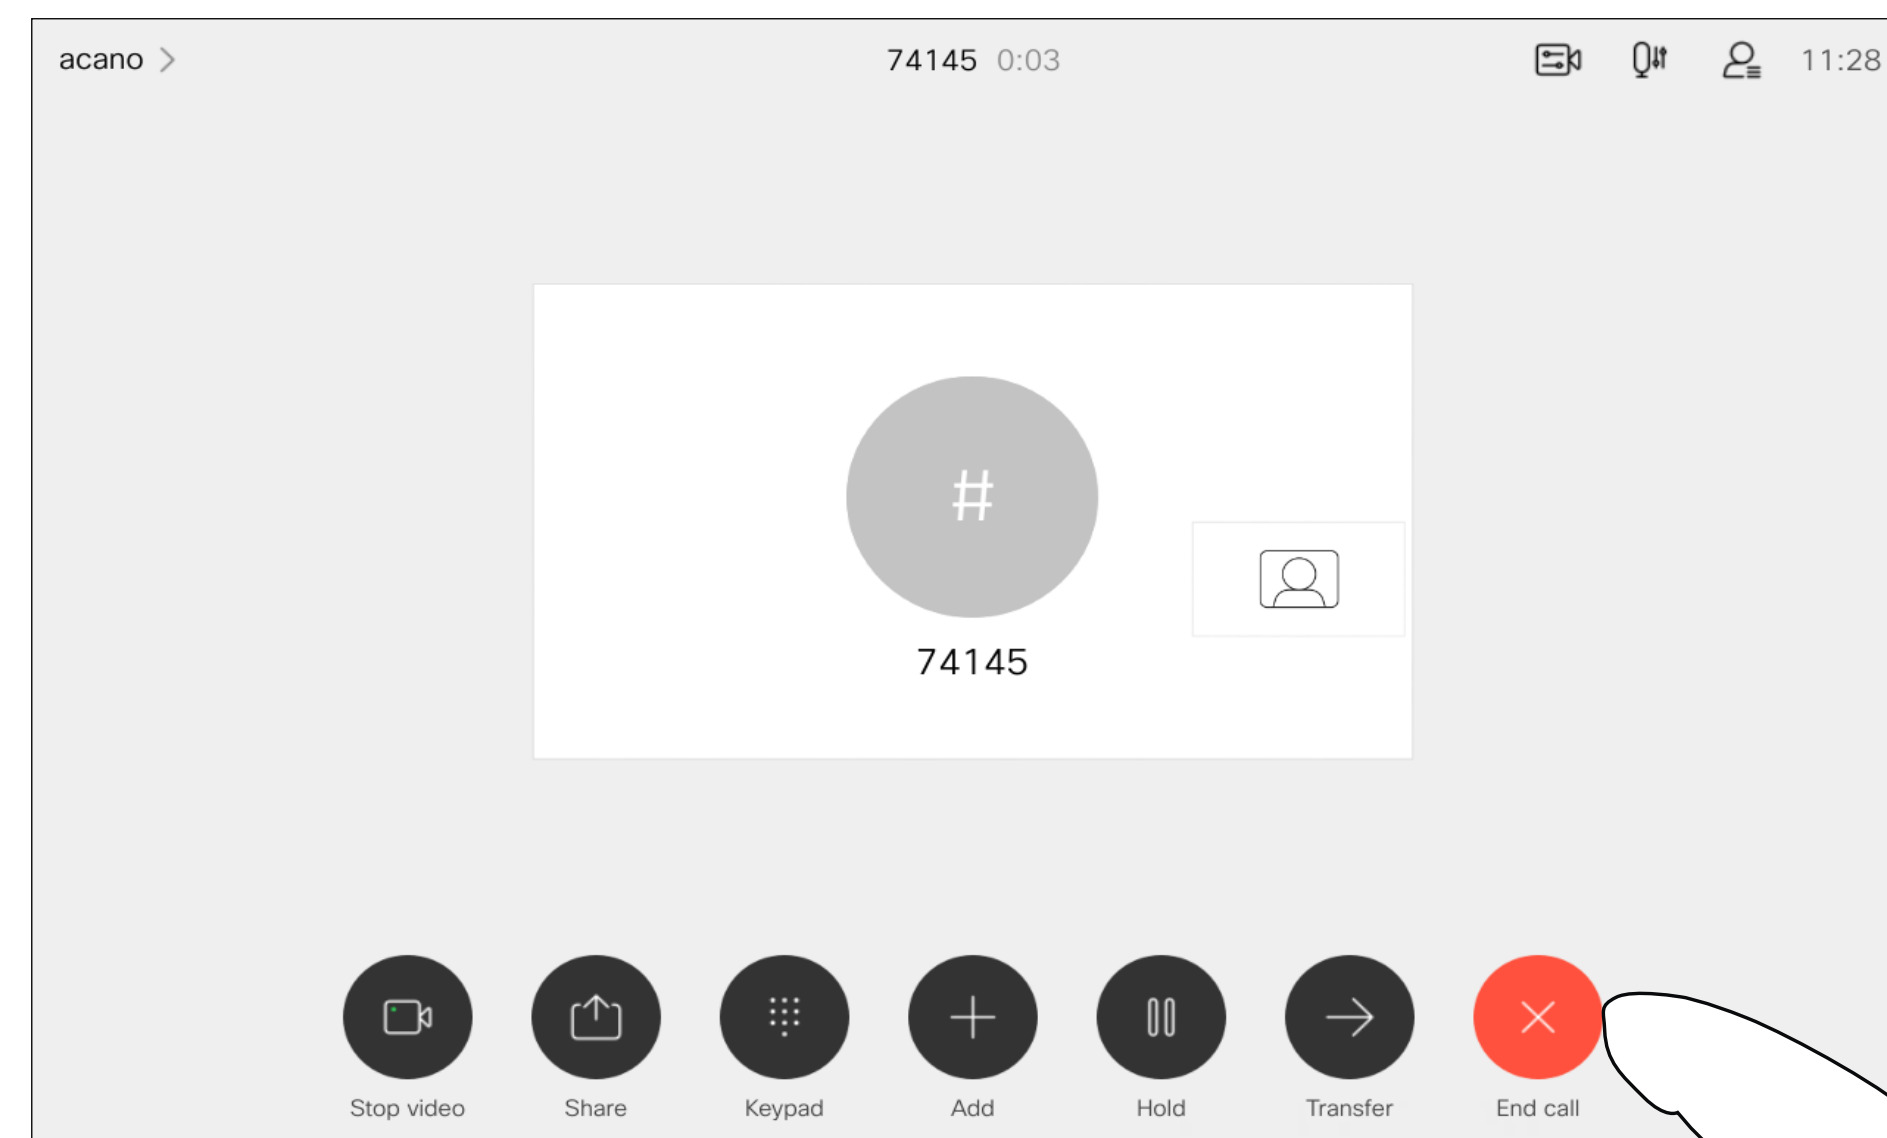 acano
74145 0:03
11:28
#
74145
Stop video
Share
Keypad
Add
Hold
Transfer
End call